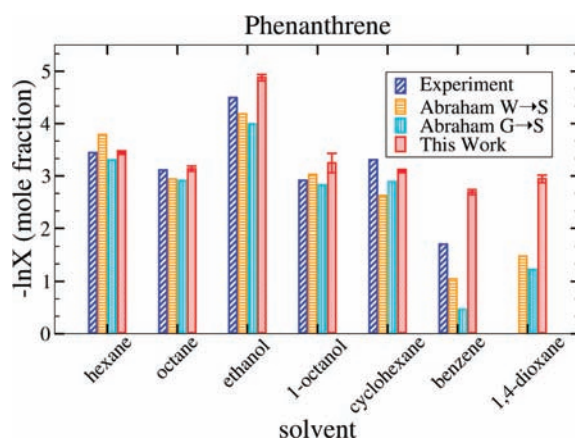 Phenanthrene
5
4
3
2
1
0
-lnX (mole fraction)
Experiment
Abraham W→S
Abraham G→S
This Work
hexane
octane
ethanol
1-octanol
cyclohexane
benzene
1,4-dioxane
solvent